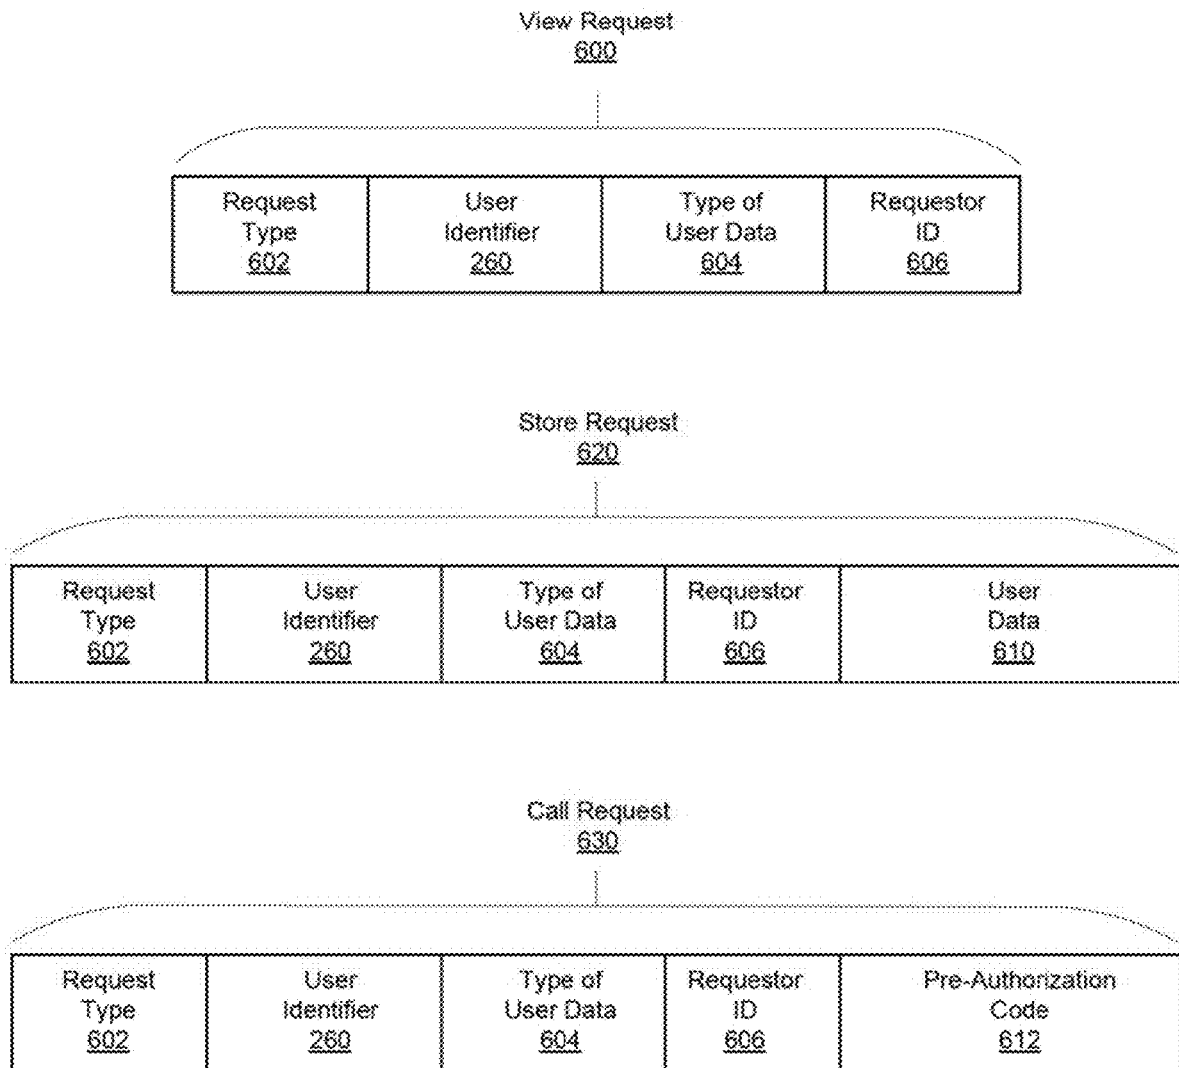 View Request
600
Request User Type of Requestor
Type Identifier User Data ID
602 260 604 606
Store Request
620
Request User Type of Requestor User
Type Identifier User Data ID Data
602 260 604 606 610
Call Request
630
Request User Type of Requestor Pre-Authorization
Type Identifier User Data ID Code
602 260 604 606 612